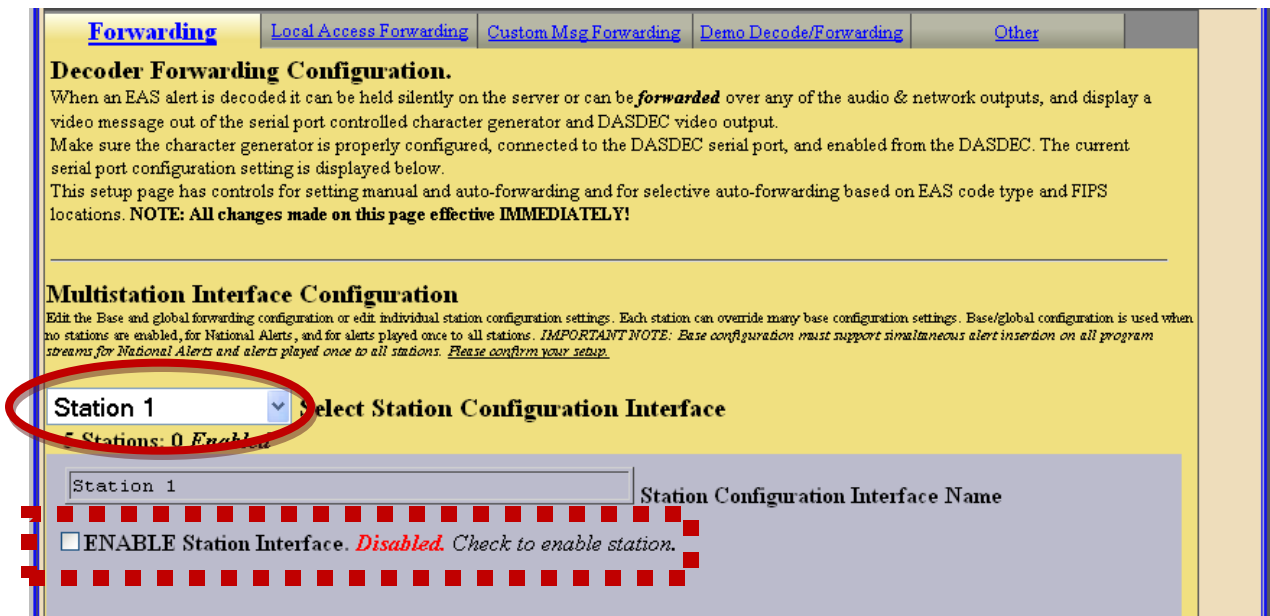 Forwarding Local Access Forwarding Custom Msg Forwarding Demo Decode/Forwarding Other
Decoder Forwarding Configuration.
When an EAS alert is decoded it can be held silently on the server or can be forwarded over any of the audio & network outputs, and display a
video message out of the serial port controlled character generator and DASDEC video output.
Make sure the character generator is properly configured, connected to the DASDEC serial port, and enabled from the DASDEC. The current
serial port configuration setting is displayed below.
This setup page has controls for setting manual and auto-forwarding and for selective auto-forwarding based on EAS code type and FIPS
locations. NOTE: All changes made on this page effective IMMEDIATELY!
Multistation Interface Configuration
Edit the Base and global forwarding configuration or edit individual station configuration settings. Each station can override many base configuration settings. Base/global configuration is used when
no stations are enabled, for National Alerts, and for alerts played once to all stations. IMPORTANT NOTE: Base configuration must support simultaneous alert insertion on all program
streams for National Alerts and alerts played once to all stations. Please confirm your setup.
Station 1 Select Station Configuration Interface
5 Stations: 0 Enabled
Station 1 Station Configuration Interface Name
ENABLE Station Interface. Disabled. Check to enable station.